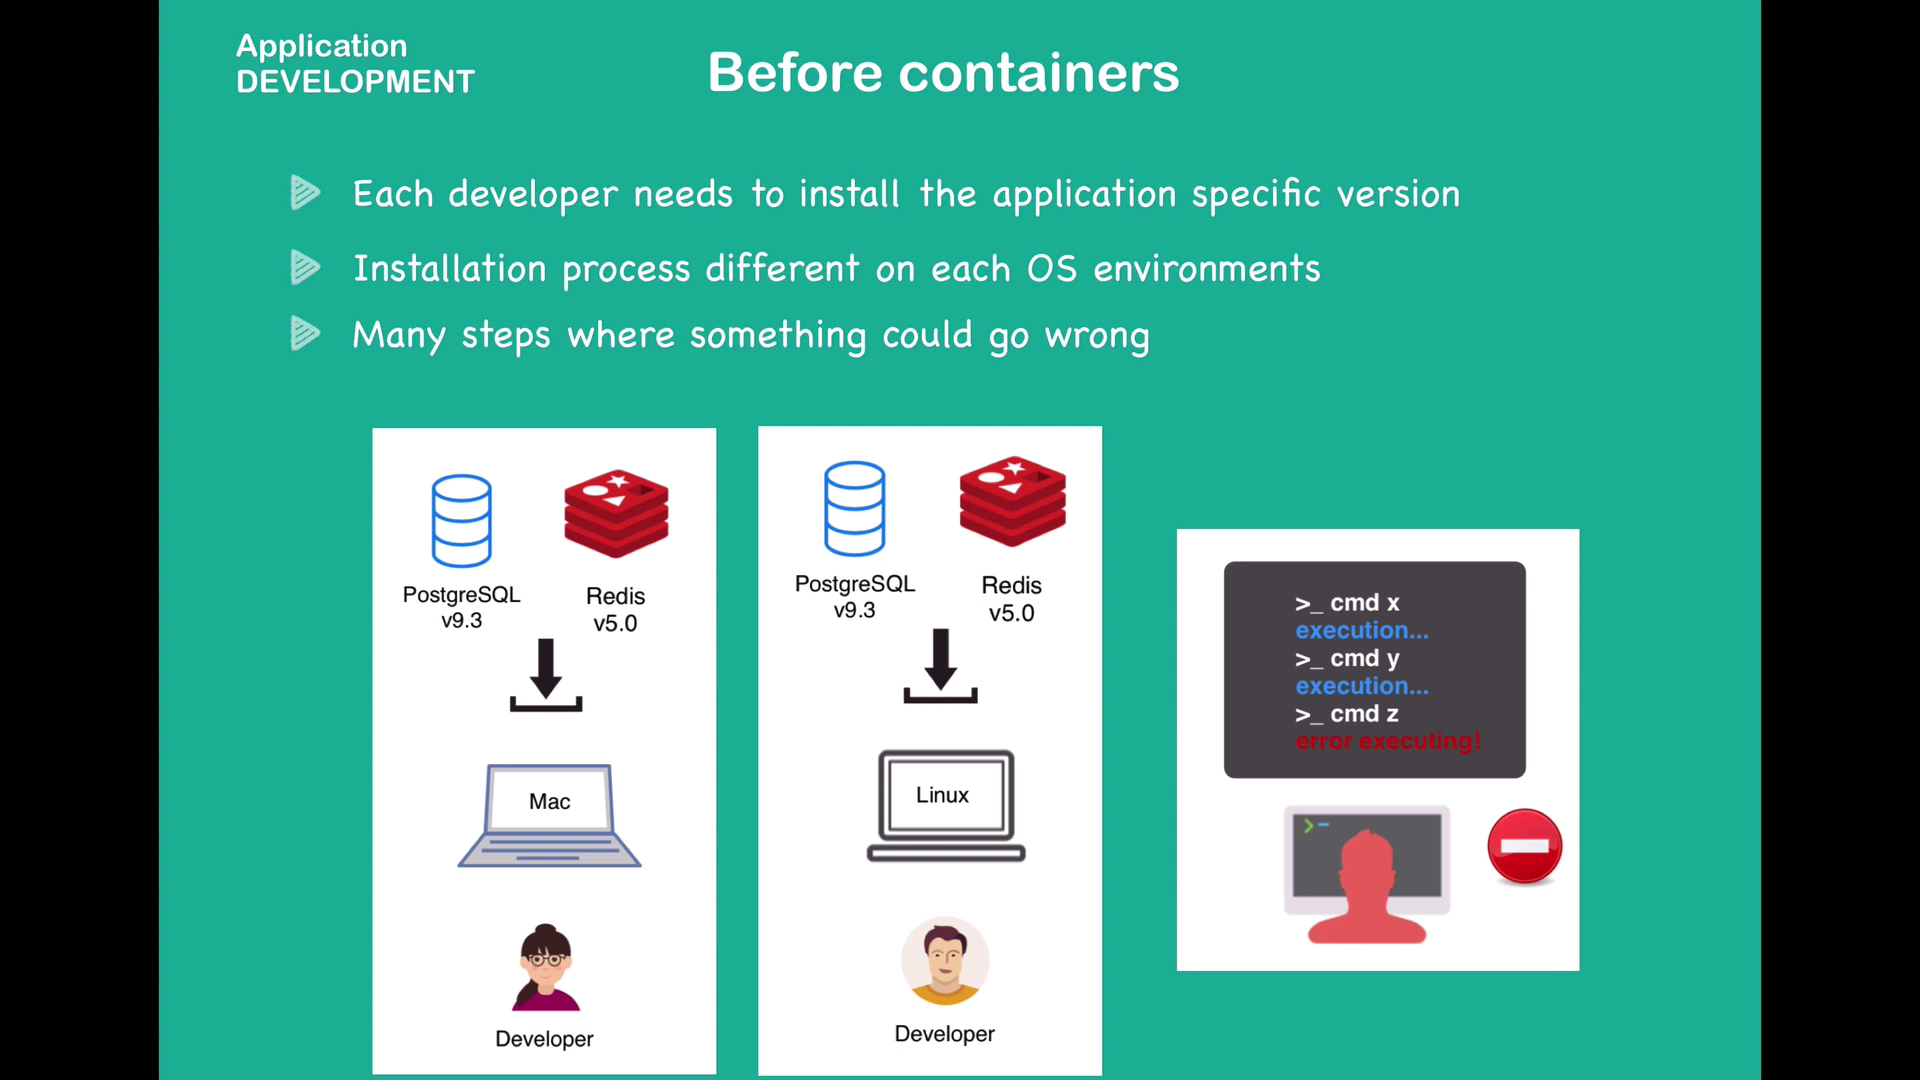 Application
DEVELOPMENT
Before containers
Each developer needs to install the application specific version
Installation process different on each OS environments
Many steps where something could go wrong
PostgreSQL
v9.3
Redis
v5.0
Mac
Developer
PostgreSQL
v9.3
Redis
v5.0
Linux
Developer
>_ cmd x
execution...
>_ cmd y
execution...
>_ cmd z
error executing!